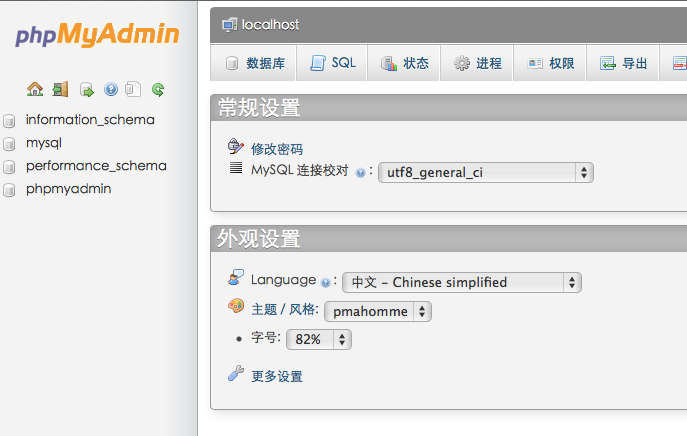 phpMyAdmin
information_schema
mysql
performance_schema
phpmyadmin
localhost
数据库 SQL 状态 进程 权限 导出
常规设置
修改密码
MySQL 连接校对 : utf8_general_ci
外观设置
Language : 中文 - Chinese simplified
主题 / 风格: pmahomme
• 字号: 82%
更多设置